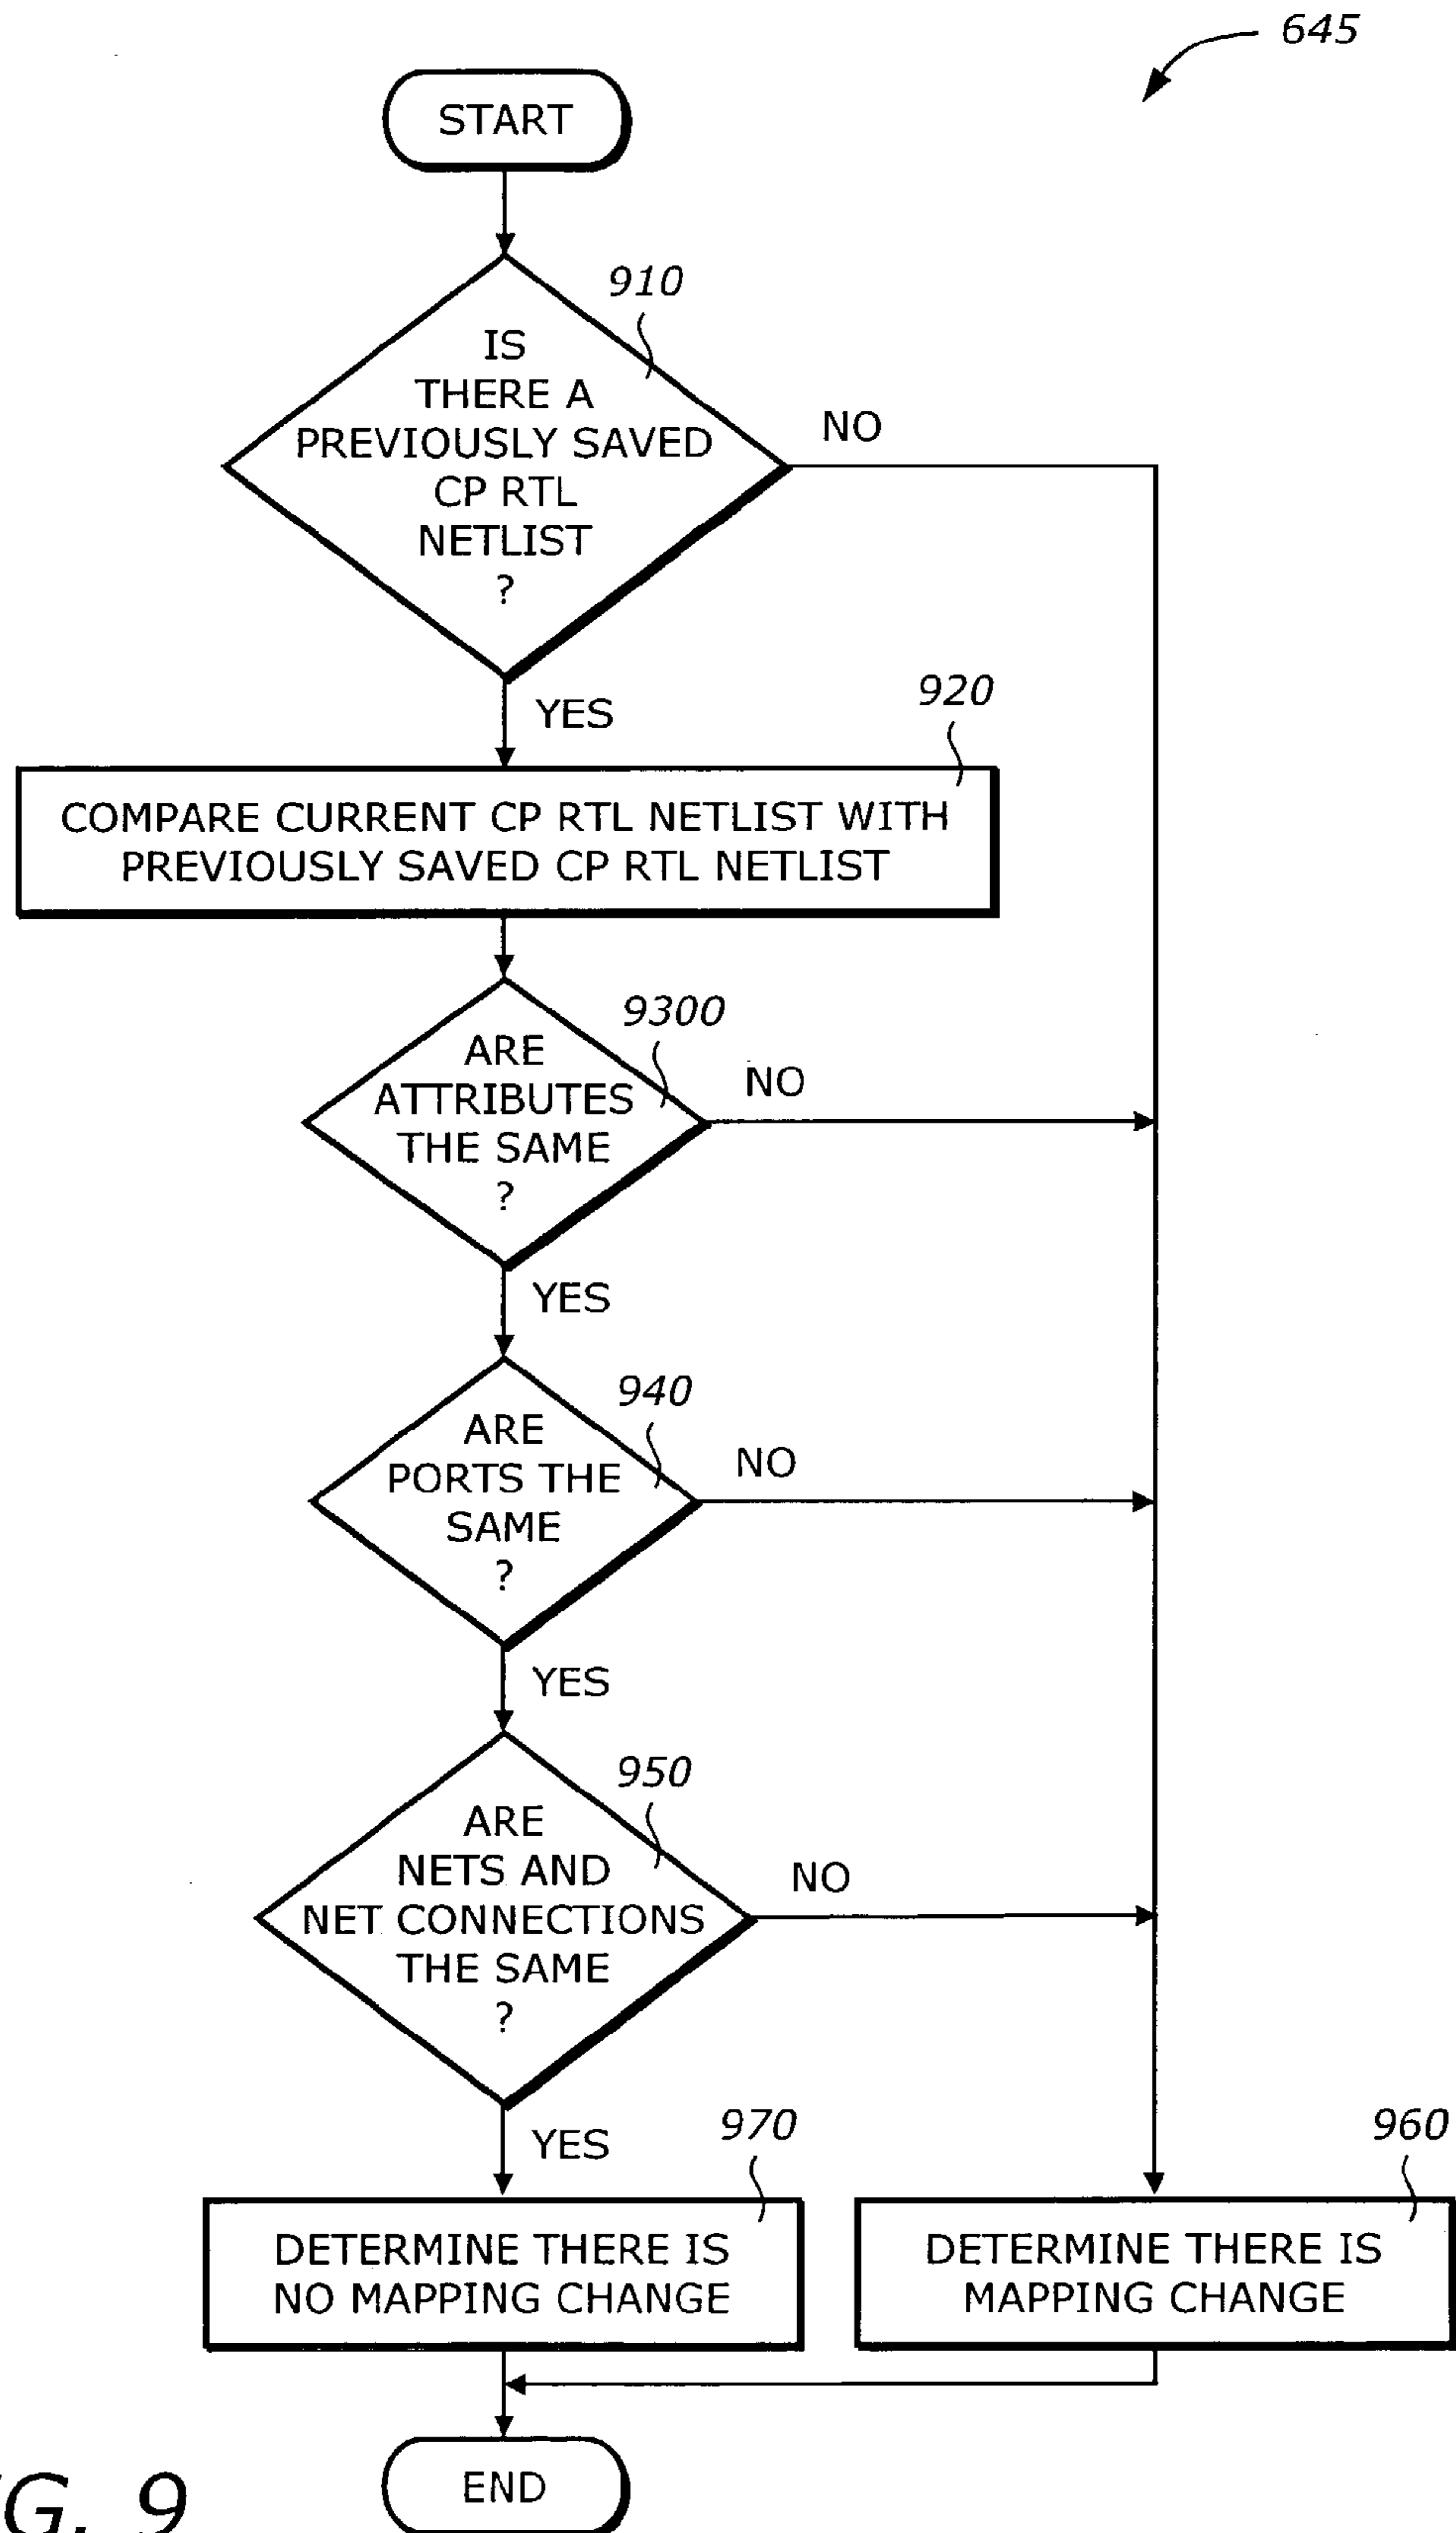 645
START
910
IS
THERE A
PREVIOUSLY SAVED
CP RTL
NETLIST
?
NO
YES
920
COMPARE CURRENT CP RTL NETLIST WITH
PREVIOUSLY SAVED CP RTL NETLIST
9300
ARE
ATTRIBUTES
THE SAME
?
NO
YES
940
ARE
PORTS THE
SAME
?
NO
YES
950
ARE
NETS AND
NET CONNECTIONS
THE SAME
?
NO
YES
970
960
DETERMINE THERE IS
NO MAPPING CHANGE
DETERMINE THERE IS
MAPPING CHANGE
END
G. 9